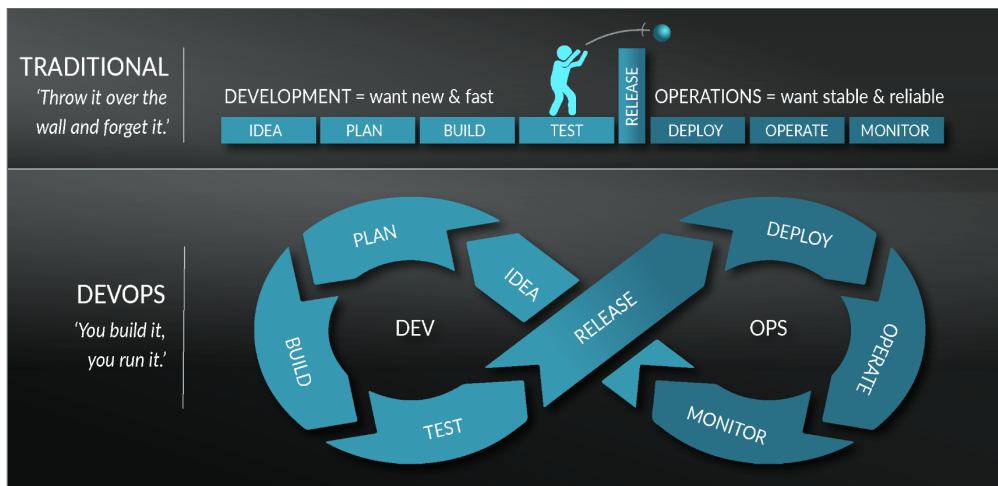 TRADITIONAL
‘Throw it over the
wall and forget it.’
DEVELOPMENT = want new & fast
OPERATIONS = want stable & reliable
IDEA
PLAN
BUILD
TEST
RELEASE
DEPLOY
OPERATE
MONITOR
DEVOPS
‘You build it,
you run it.’
PLAN
IDEA
BUILD
DEV
TEST
RELEASE
DEPLOY
OPS
OPERATE
MONITOR